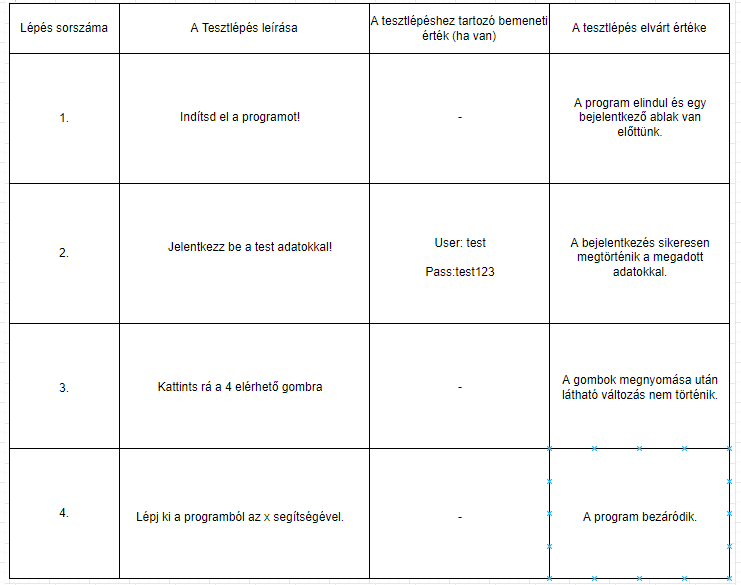 Lépés sorszáma
A Tesztlépés leírása
A tesztlépéshez tartozó bemeneti
érték (ha van)
A tesztlépés elvárt értéke
1.
Indítsd el a programot!
-
A program elindul és egy
bejelentkező ablak van
előttünk.
2.
Jelentkezz be a test adatokkal!
User: test
Pass:test123
A bejelentkezés sikeresen
megtörténik a megadott
adatokkal.
3.
Kattints rá a 4 elérhető gombra
-
A gombok megnyomása után
látható változás nem történik.
4.
Lépj ki a programból az x segítségével.
-
A program bezáródik.